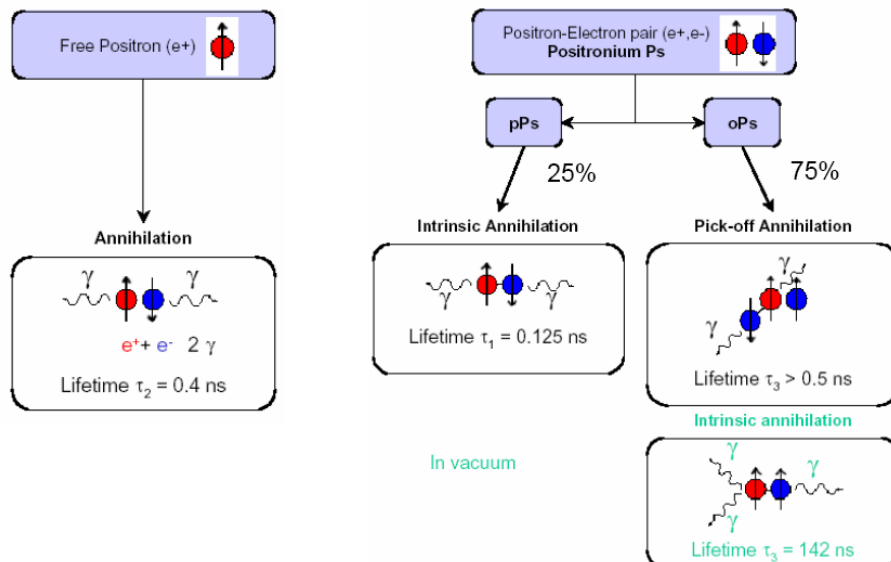 Free Positron (e+)
Positron-Electron pair (e+,e-)
Positronium Ps
pPs
oPs
25%
75%
Annihilation
γ
γ
e⁺+ e⁻ 2 γ
Lifetime τ₂ = 0.4 ns
Intrinsic Annihilation
γ
γ
Lifetime τ₁ = 0.125 ns
Pick-off Annihilation
γ
γ
Lifetime τ₃ > 0.5 ns
Intrinsic annihilation
In vacuum
γ
γ
γ
Lifetime τ₃ = 142 ns